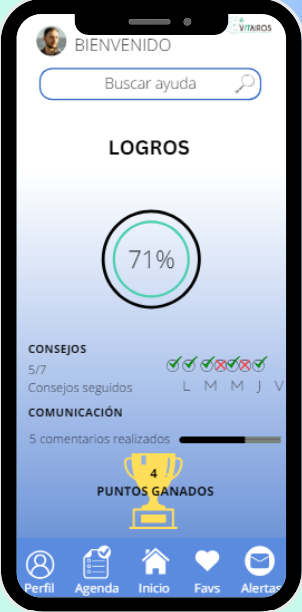 VITAIROS
BIENVENIDO
Buscar ayuda
LOGROS
71%
CONSEJOS
5/7
Consejos seguidos
L M M J V
COMUNICACIÓN
5 comentarios realizados
4
PUNTOS GANADOS
Perfil Agenda Inicio Favs Alertas